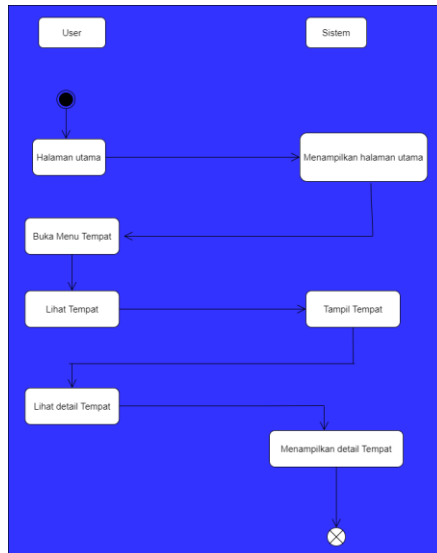 User
Sistem
Halaman utama
Menampilkan halaman utama
Buka Menu Tempat
Lihat Tempat
Tampil Tempat
Lihat detail Tempat
Menampilkan detail Tempat